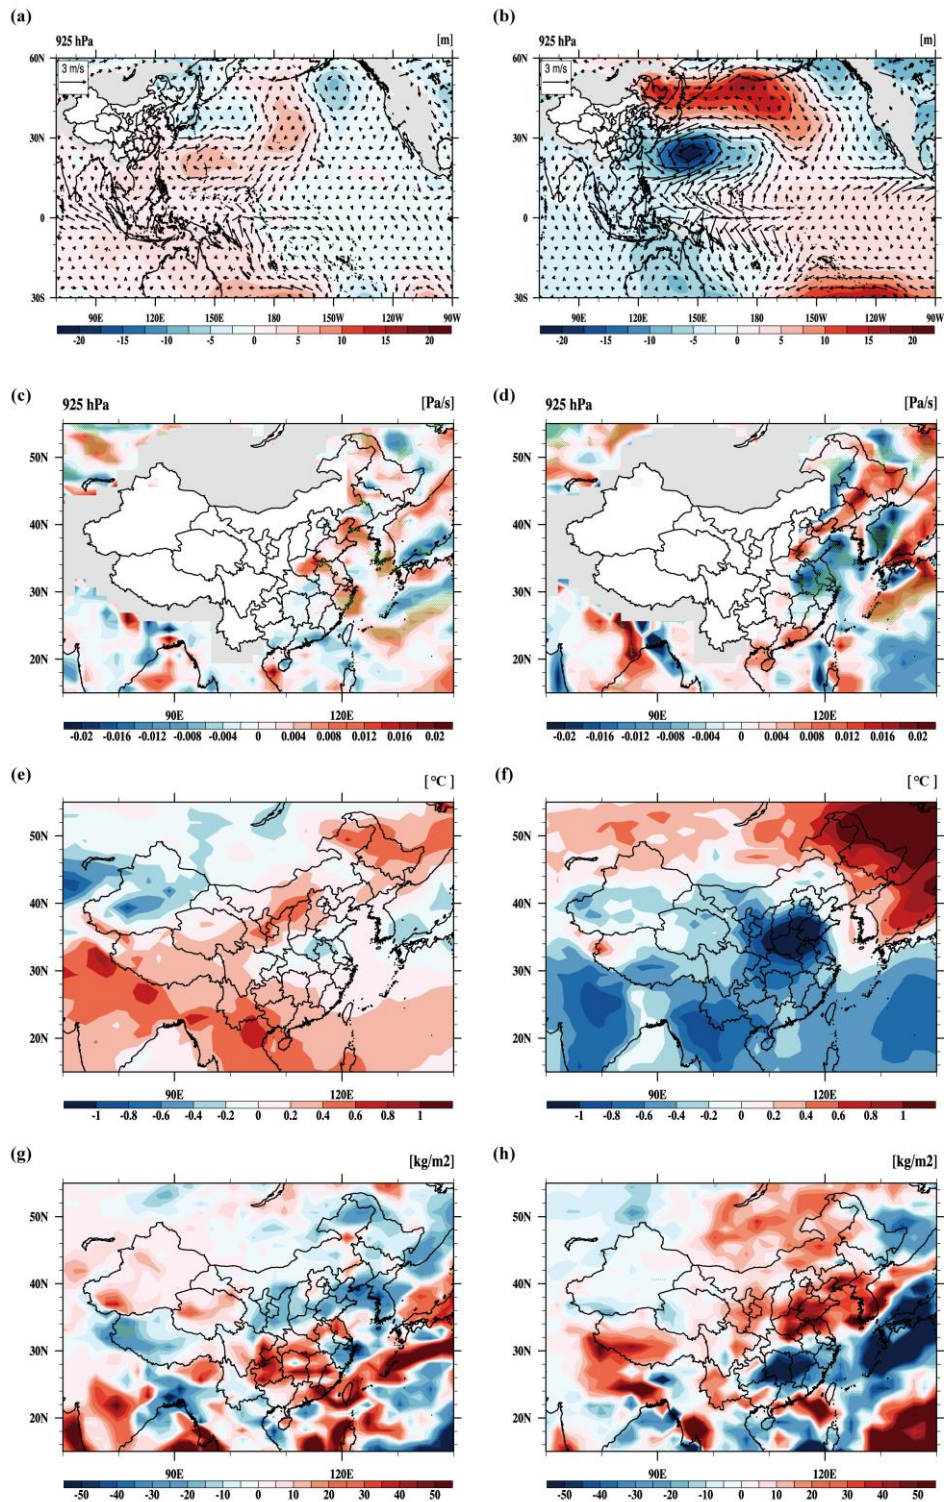 (a)
(b)
925 hPa [m]
925 hPa [m]
60N
3 m/s
30N
0
30S
90E 120E 150E 180 150W 120W 90W
-20 -15 -10 -5 0 5 10 15 20
60N
3 m/s
30N
0
30S
90E 120E 150E 180 150W 120W 90W
-20 -15 -10 -5 0 5 10 15 20
(c)
(d)
925 hPa [Pa/s]
925 hPa [Pa/s]
50N
40N
30N
20N
90E 120E
-0.02 -0.016 -0.012 -0.008 -0.004 0 0.004 0.008 0.012 0.016 0.02
50N
40N
30N
20N
90E 120E
-0.02 -0.016 -0.012 -0.008 -0.004 0 0.004 0.008 0.012 0.016 0.02
(e)
(f)
[°C ]
[°C ]
50N
40N
30N
20N
90E 120E
-1 -0.8 -0.6 -0.4 -0.2 0 0.2 0.4 0.6 0.8 1
50N
40N
30N
20N
90E 120E
-1 -0.8 -0.6 -0.4 -0.2 0 0.2 0.4 0.6 0.8 1
(g)
(h)
[kg/m2]
[kg/m2]
50N
40N
30N
20N
90E 120E
-50 -40 -30 -20 -10 0 10 20 30 40 50
50N
40N
30N
20N
90E 120E
-50 -40 -30 -20 -10 0 10 20 30 40 50